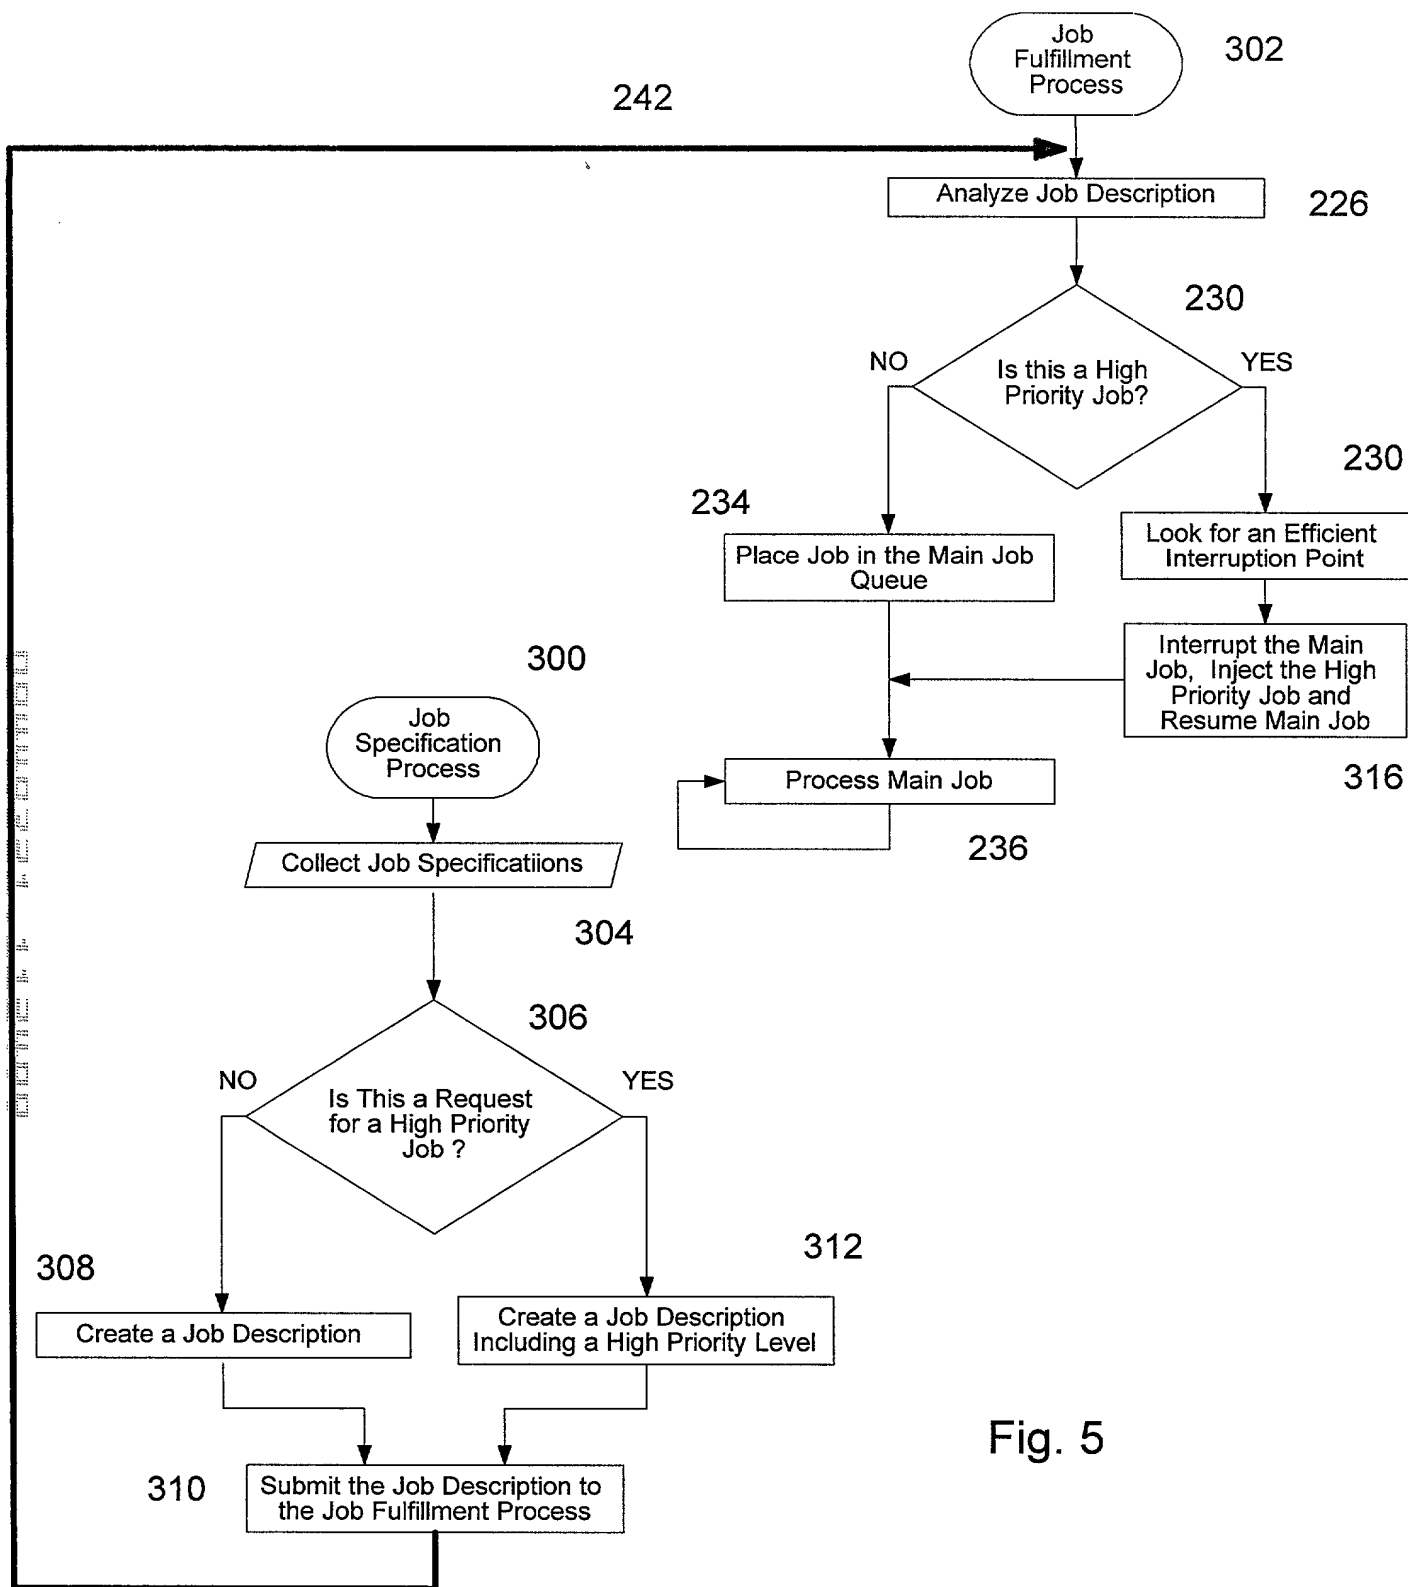 Job
Fulfillment
Process
302
242
Analyze Job Description
226
230
NO
YES
Is this a High
Priority Job?
230
234
Place Job in the Main Job
Queue
Look for an Efficient
Interruption Point
Interrupt the Main
Job, Inject the High
Priority Job and
Resume Main Job
316
Process Main Job
236
300
Job
Specification
Process
Collect Job Specificatiions
304
306
NO
YES
Is This a Request
for a High Priority
Job ?
308
312
Create a Job Description
Create a Job Description
Including a High Priority Level
310
Submit the Job Description to
the Job Fulfillment Process
Fig. 5